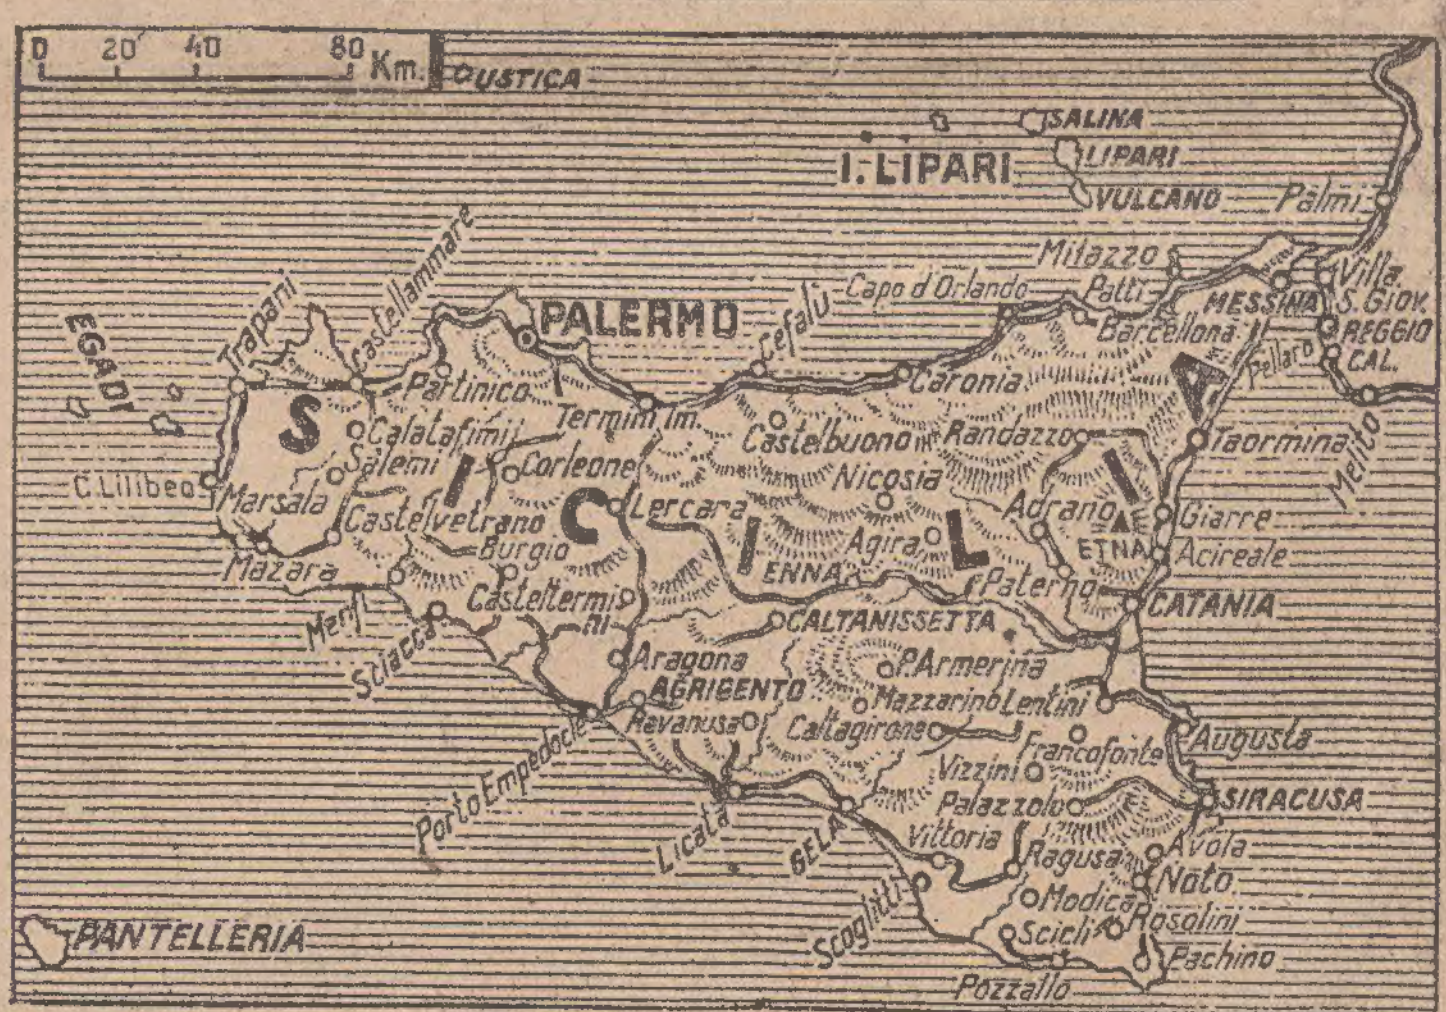 0 20 40 80 Km.
USTICA
SALINA
I. LIPARI
LIPARI
VULCANO
Palmi
Milazzo
Villa
S. Giov.
Capo d'Orlando
Patti
MESSINA
REGGIO
CAL.
Barcellona
Pellaro
EGADI
Trapani
Castellammare
PALERMO
Cefalù
Partinico
Caronia
Termini Im.
SICILIA
Calatafimi
Castelbuono
Randazzo
Taormina
Melito
Salemi
Corleone
Nicosia
C. Lilibeo
Marsala
Lercara
Adrano
Giarre
Castelvetrano
Agira
ETNA
Acireale
Mazara
Burgio
ENNA
Paterno
Menfi
Casteltermi
ni
CATANIA
Sciacca
CALTANISSETTA
Aragona
P. Armerina
AGRIGENTO
Mazzarino
Lentini
Ravanusa
Caltagirone
Augusta
Porto Empedocle
Francofonte
Vizzini
Licata
GELA
Palazzolo
SIRACUSA
Vittoria
Ragusa
Avola
Scoglitti
Modica
Noto
Rosolini
PANTELLERIA
Scicli
Pachino
Pozzallo